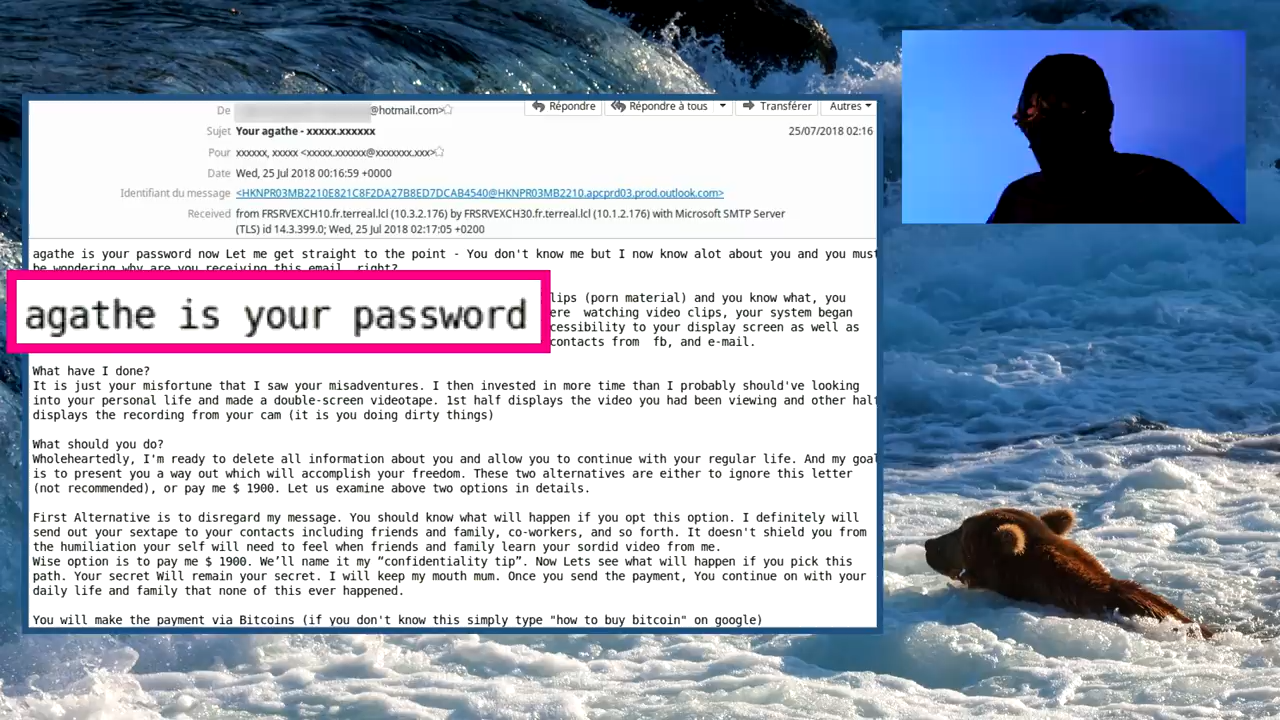 De @hotmail.com>
Répondre Répondre à tous Transférer Autres
Sujet Your agathe - xxxxx.xxxxxx 25/07/2018 02:16
Pour xxxxxx, xxxxx <xxxxx.xxxxxx@xxxxxxx.xxx>
Date Wed, 25 Jul 2018 00:16:59 +0000
Identifiant du message <HKNPR03MB2210E821C8F2DA27B8ED7DCAB4540@HKNPR03MB2210.apcprd03.prod.outlook.com>
Received from FRSRVEXCH10.fr.terreal.lcl (10.3.2.176) by FRSRVEXCH30.fr.terreal.lcl (10.1.2.176) with Microsoft SMTP Server
(TLS) id 14.3.399.0; Wed, 25 Jul 2018 02:17:05 +0200
agathe is your password now Let me get straight to the point - You don't know me but I now know alot about you and you must
be wondering why are you receiving this email, right?
agathe is your password
lips (porn material) and you know what, you
ere watching video clips, your system began
cessibility to your display screen as well as
contacts from fb, and e-mail.
What have I done?
It is just your misfortune that I saw your misadventures. I then invested in more time than I probably should've looking
into your personal life and made a double-screen videotape. 1st half displays the video you had been viewing and other half
displays the recording from your cam (it is you doing dirty things)
What should you do?
Wholeheartedly, I'm ready to delete all information about you and allow you to continue with your regular life. And my goal
is to present you a way out which will accomplish your freedom. These two alternatives are either to ignore this letter
(not recommended), or pay me $ 1900. Let us examine above two options in details.
First Alternative is to disregard my message. You should know what will happen if you opt this option. I definitely will
send out your sextape to your contacts including friends and family, co-workers, and so forth. It doesn't shield you from
the humiliation your self will need to feel when friends and family learn your sordid video from me.
Wise option is to pay me $ 1900. We'll name it my “confidentiality tip”. Now Lets see what will happen if you pick this
path. Your secret Will remain your secret. I will keep my mouth mum. Once you send the payment, You continue on with your
daily life and family that none of this ever happened.
You will make the payment via Bitcoins (if you don't know this simply type "how to buy bitcoin" on google)